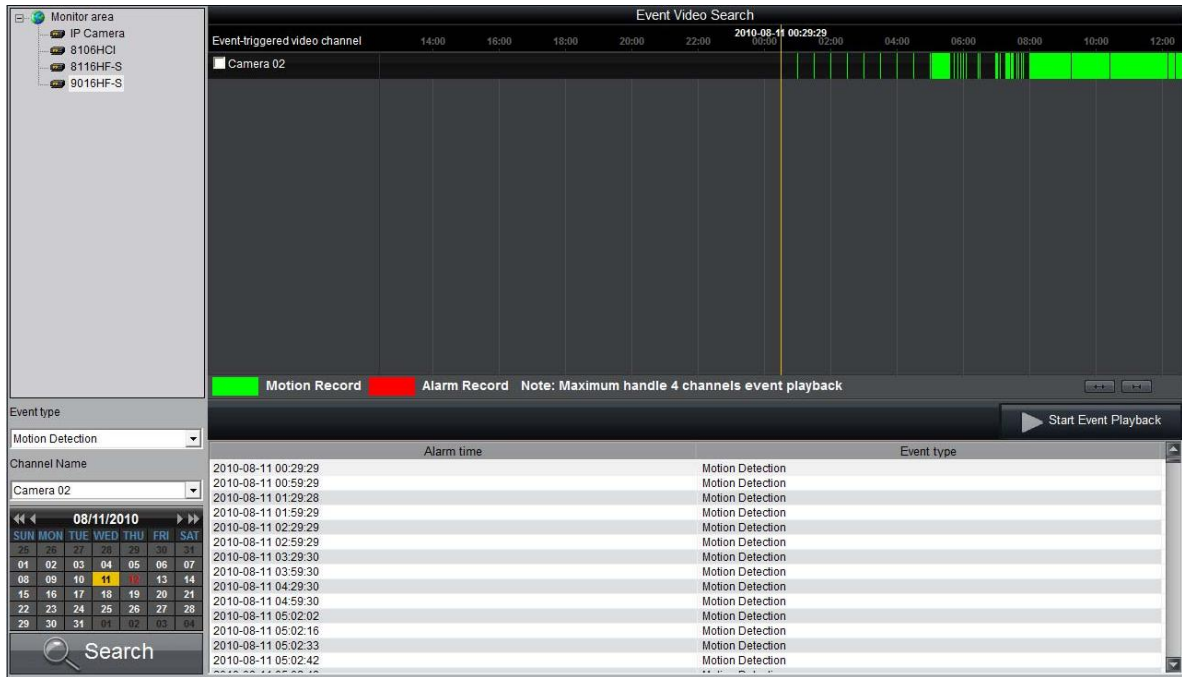 Monitor area
IP Camera
8106HCI
8116HF-S
9016HF-S
Event Video Search
2010-08-11 00:29:29
Event-triggered video channel 14:00 16:00 18:00 20:00 22:00 00:00 02:00 04:00 06:00 08:00 10:00 12:00
Camera 02
Motion Record Alarm Record Note: Maximum handle 4 channels event playback
Start Event Playback
Event type
Motion Detection
Channel Name
Camera 02
08/11/2010
SUN MON TUE WED THU FRI SAT
25 26 27 28 29 30 31
01 02 03 04 05 06 07
08 09 10 11 12 13 14
15 16 17 18 19 20 21
22 23 24 25 26 27 28
29 30 31 01 02 03 04
Search
Alarm time Event type
2010-08-11 00:29:29 Motion Detection
2010-08-11 00:59:29 Motion Detection
2010-08-11 01:29:28 Motion Detection
2010-08-11 01:59:29 Motion Detection
2010-08-11 02:29:29 Motion Detection
2010-08-11 02:59:29 Motion Detection
2010-08-11 03:29:30 Motion Detection
2010-08-11 03:59:30 Motion Detection
2010-08-11 04:29:30 Motion Detection
2010-08-11 04:59:30 Motion Detection
2010-08-11 05:02:02 Motion Detection
2010-08-11 05:02:16 Motion Detection
2010-08-11 05:02:33 Motion Detection
2010-08-11 05:02:42 Motion Detection